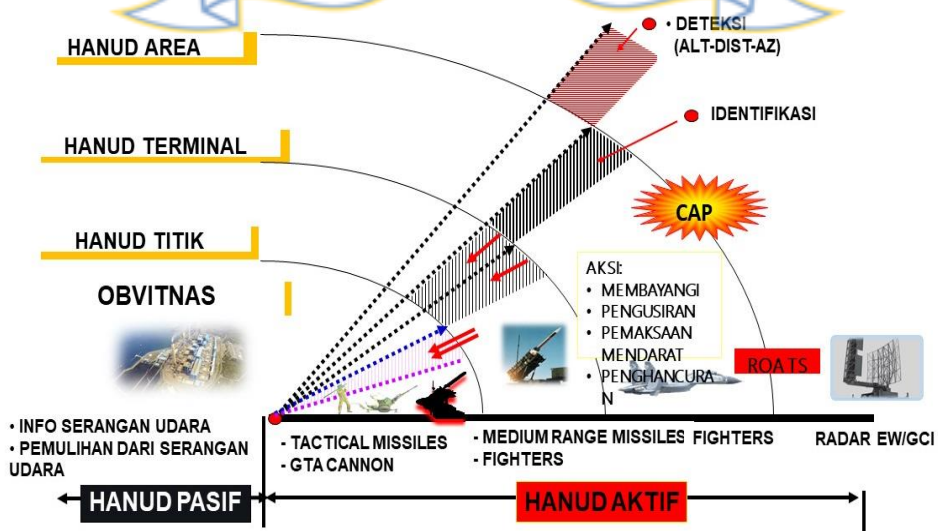 HANUD AREA
• DETEKSI
(ALT-DIST-AZ)
IDENTIFIKASI
HANUD TERMINAL
CAP
HANUD TITIK
AKSI:
• MEMBAYANGI
• PENGUSIRAN
• PEMAKSAAN
MENDARAT
• PENGHANCURA
N
OBVITNAS
ROATS
• INFO SERANGAN UDARA
• PEMULIHAN DARI SERANGAN
UDARA
- TACTICAL MISSILES
- GTA CANNON
- MEDIUM RANGE MISSILES
- FIGHTERS
FIGHTERS
RADAR EW/GCI
HANUD PASIF
HANUD AKTIF